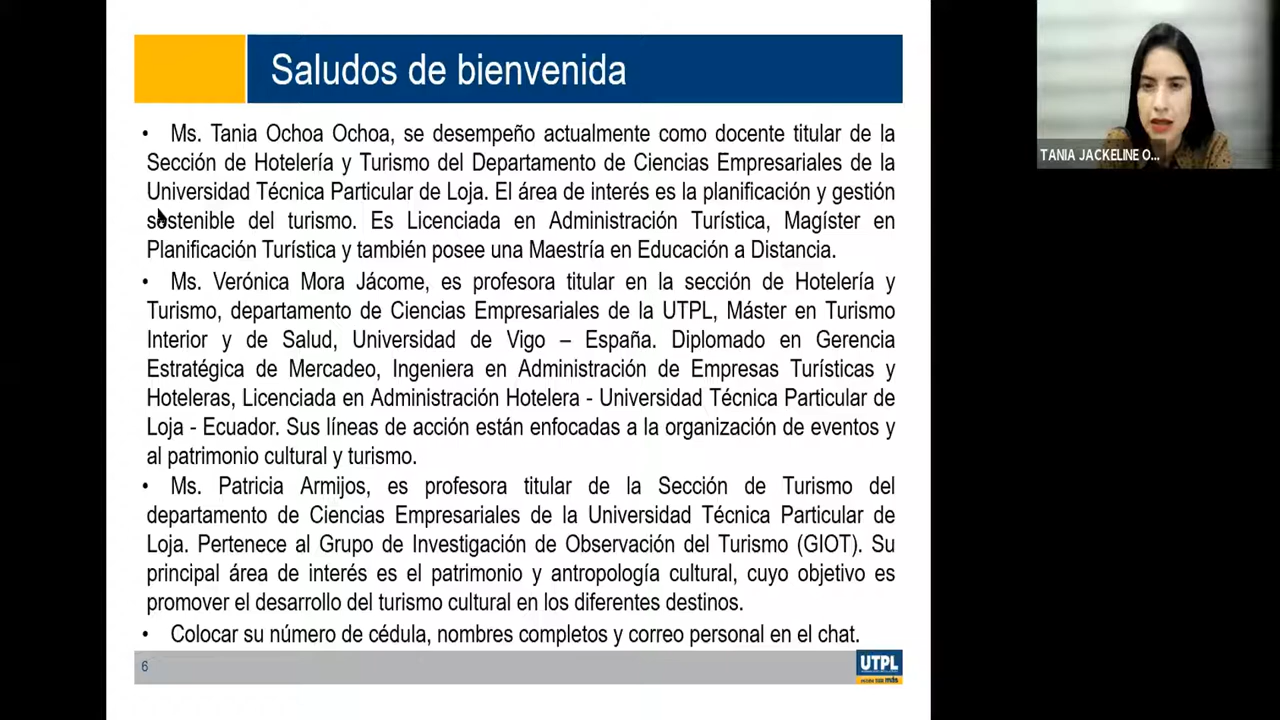 Saludos de bienvenida
• Ms. Tania Ochoa Ochoa, se desempeño actualmente como docente titular de la
Sección de Hotelería y Turismo del Departamento de Ciencias Empresariales de la
Universidad Técnica Particular de Loja. El área de interés es la planificación y gestión
sostenible del turismo. Es Licenciada en Administración Turística, Magíster en
Planificación Turística y también posee una Maestría en Educación a Distancia.
• Ms. Verónica Mora Jácome, es profesora titular en la sección de Hotelería y
Turismo, departamento de Ciencias Empresariales de la UTPL, Máster en Turismo
Interior y de Salud, Universidad de Vigo – España. Diplomado en Gerencia
Estratégica de Mercadeo, Ingeniera en Administración de Empresas Turísticas y
Hoteleras, Licenciada en Administración Hotelera - Universidad Técnica Particular de
Loja - Ecuador. Sus líneas de acción están enfocadas a la organización de eventos y
al patrimonio cultural y turismo.
• Ms. Patricia Armijos, es profesora titular de la Sección de Turismo del
departamento de Ciencias Empresariales de la Universidad Técnica Particular de
Loja. Pertenece al Grupo de Investigación de Observación del Turismo (GIOT). Su
principal área de interés es el patrimonio y antropología cultural, cuyo objetivo es
promover el desarrollo del turismo cultural en los diferentes destinos.
• Colocar su número de cédula, nombres completos y correo personal en el chat.
6
UTPL
más
TANIA JACKELINE O...